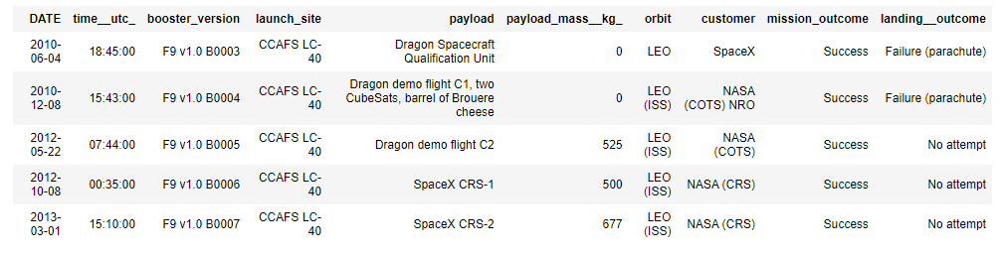 DATE time__utc_ booster_version launch_site payload payload_mass__kg_ orbit customer mission_outcome landing__outcome
2010-06-04 18:45:00 F9 v1.0 B0003 CCAFS LC-40 Dragon Spacecraft Qualification Unit 0 LEO SpaceX Success Failure (parachute)
2010-12-08 15:43:00 F9 v1.0 B0004 CCAFS LC-40 Dragon demo flight C1, two CubeSats, barrel of Brouere cheese 0 LEO (ISS) NASA (COTS) NRO Success Failure (parachute)
2012-05-22 07:44:00 F9 v1.0 B0005 CCAFS LC-40 Dragon demo flight C2 525 LEO (ISS) NASA (COTS) Success No attempt
2012-10-08 00:35:00 F9 v1.0 B0006 CCAFS LC-40 SpaceX CRS-1 500 LEO (ISS) NASA (CRS) Success No attempt
2013-03-01 15:10:00 F9 v1.0 B0007 CCAFS LC-40 SpaceX CRS-2 677 LEO (ISS) NASA (CRS) Success No attempt